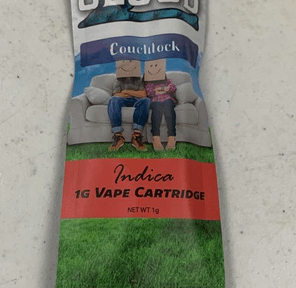 Couchlock
Indica
1G VAPE CARTRIDGE
NET WT 1g